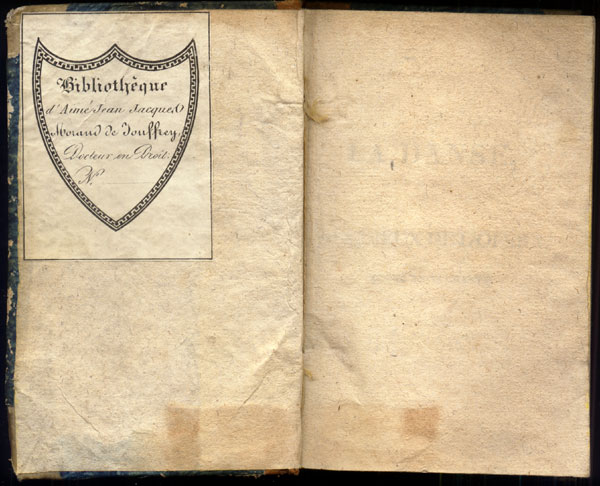 Bibliothèque
d'Aimé Jean Jacques
Morand de Jouffrey,
Docteur en Droit.
N.º